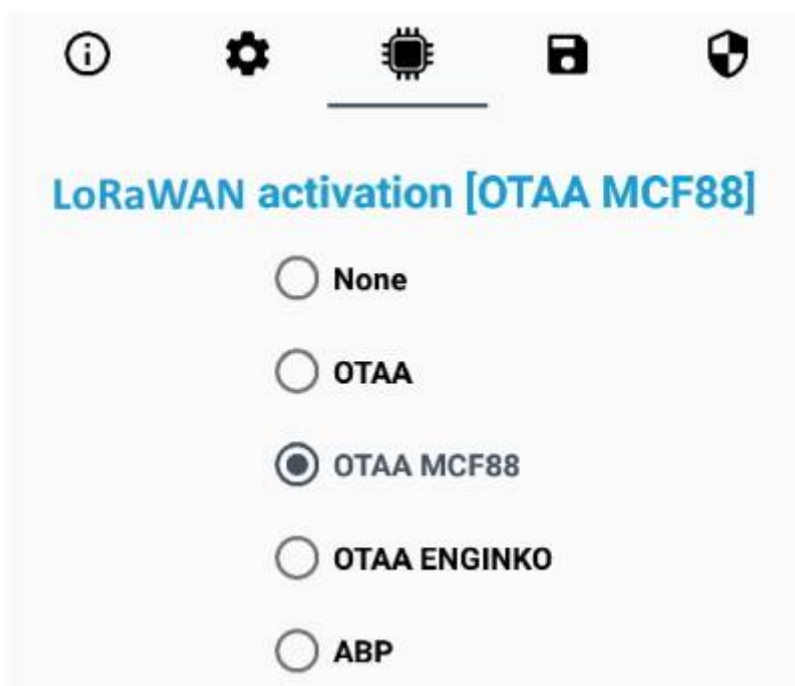 LoRaWAN activation [OTAA MCF88]
None
OTAA
OTAA MCF88
OTAA ENGINKO
ABP